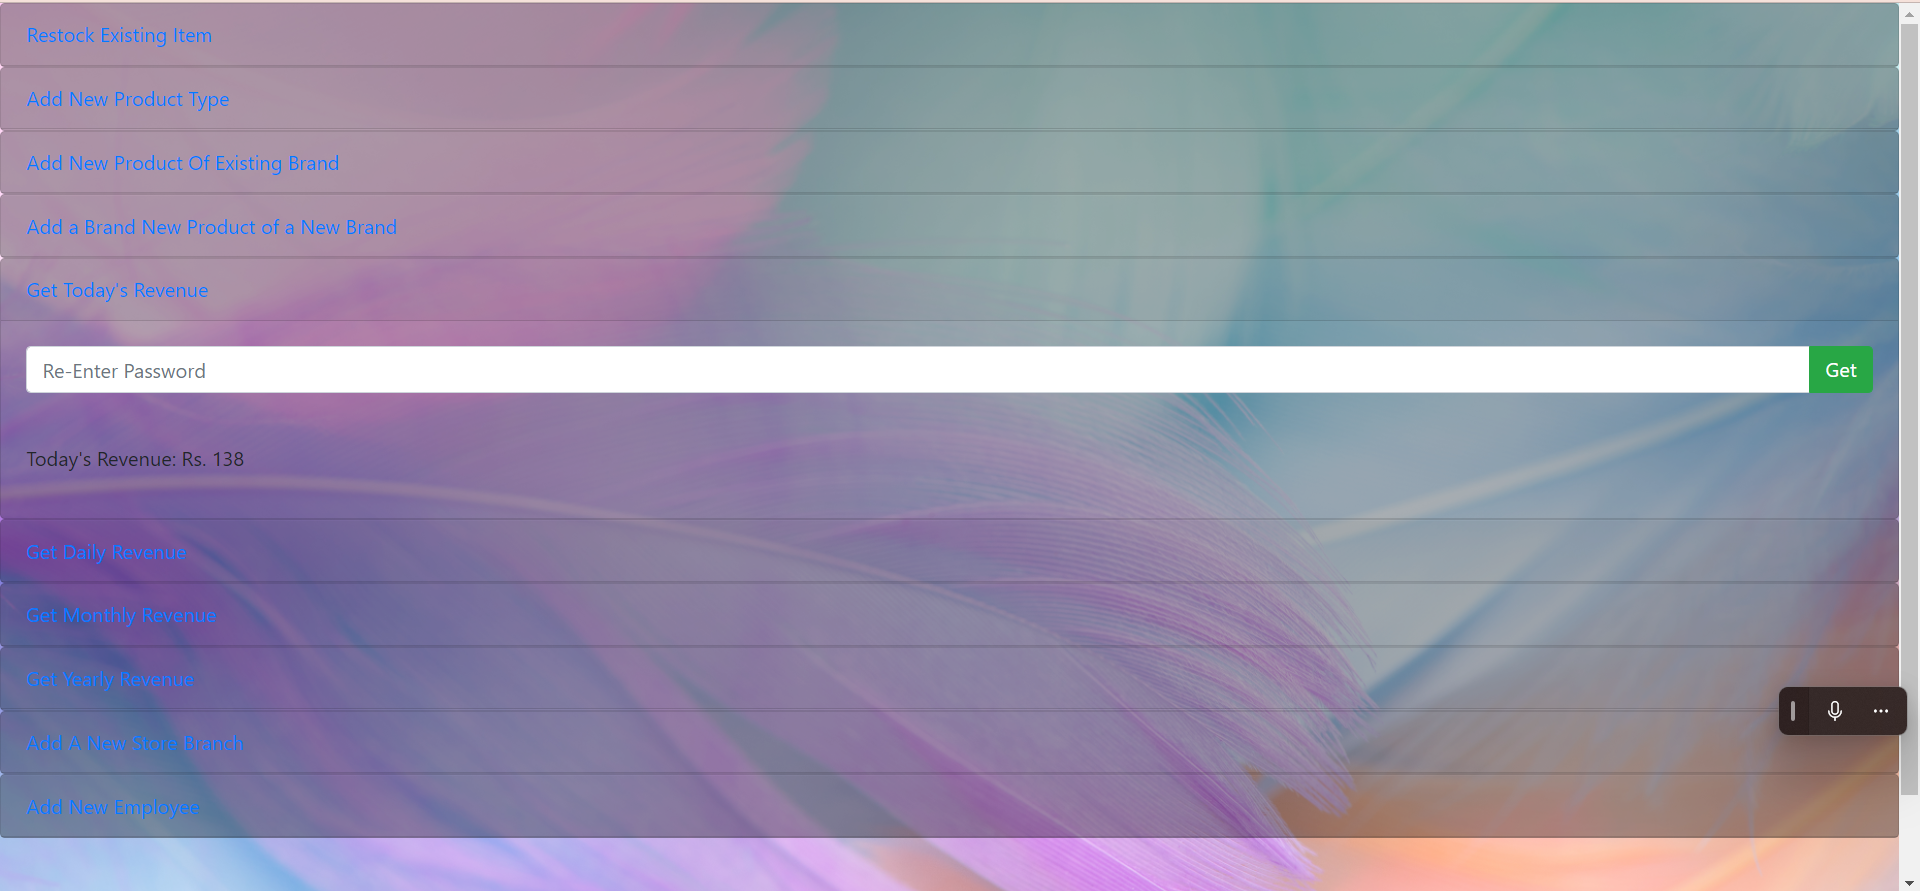 Restock Existing Item
Add New Product Type
Add New Product Of Existing Brand
Add a Brand New Product of a New Brand
Get Today's Revenue
Re-Enter Password
Get
Today's Revenue: Rs. 138
Get Daily Revenue
Get Monthly Revenue
Get Yearly Revenue
Add A New Store Branch
Add New Employee